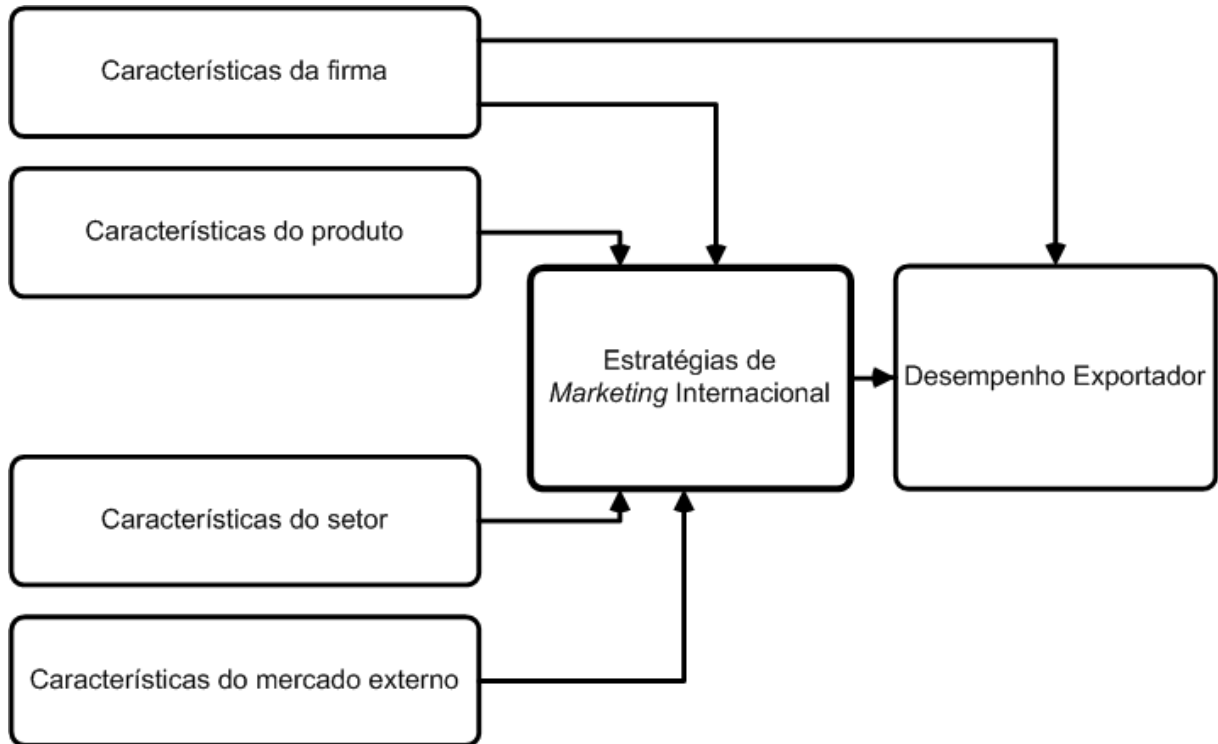 Características da firma
Características do produto
Estratégias de
Marketing Internacional
Desempenho Exportador
Características do setor
Características do mercado externo